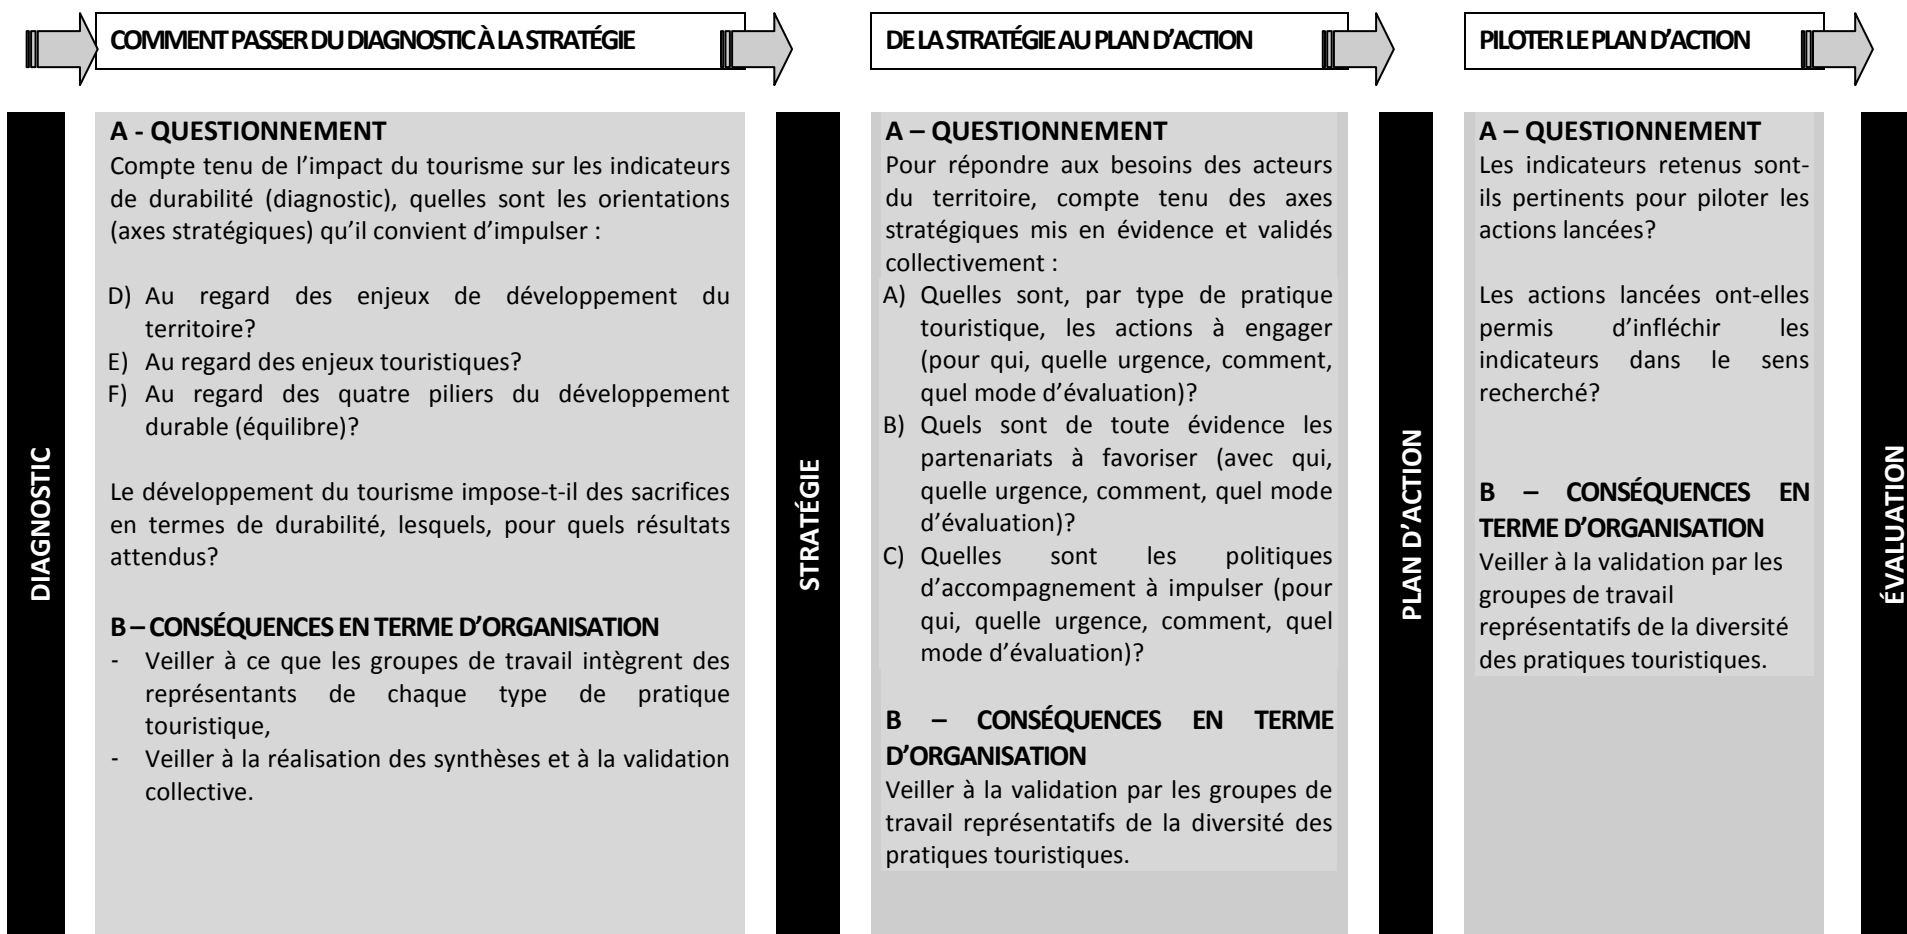 COMMENT PASSER DU DIAGNOSTIC À LA STRATÉGIE
DE LA STRATÉGIE AU PLAN D’ACTION
PILOTER LE PLAN D’ACTION
DIAGNOSTIC
A - QUESTIONNEMENT
Compte tenu de l’impact du tourisme sur les indicateurs
de durabilité (diagnostic), quelles sont les orientations
(axes stratégiques) qu’il convient d’impulser :
D) Au regard des enjeux de développement du
territoire?
E) Au regard des enjeux touristiques?
F) Au regard des quatre piliers du développement
durable (équilibre)?
Le développement du tourisme impose-t-il des sacrifices
en termes de durabilité, lesquels, pour quels résultats
attendus?
B – CONSÉQUENCES EN TERME D’ORGANISATION
- Veiller à ce que les groupes de travail intègrent des
représentants de chaque type de pratique
touristique,
- Veiller à la réalisation des synthèses et à la validation
collective.
STRATÉGIE
A – QUESTIONNEMENT
Pour répondre aux besoins des acteurs
du territoire, compte tenu des axes
stratégiques mis en évidence et validés
collectivement :
A) Quelles sont, par type de pratique
touristique, les actions à engager
(pour qui, quelle urgence, comment,
quel mode d’évaluation)?
B) Quels sont de toute évidence les
partenariats à favoriser (avec qui,
quelle urgence, comment, quel mode
d’évaluation)?
C) Quelles sont les politiques
d’accompagnement à impulser (pour
qui, quelle urgence, comment, quel
mode d’évaluation)?
B – CONSÉQUENCES EN TERME
D’ORGANISATION
Veiller à la validation par les groupes de
travail représentatifs de la diversité des
pratiques touristiques.
PLAN D’ACTION
A – QUESTIONNEMENT
Les indicateurs retenus sont-
ils pertinents pour piloter les
actions lancées?
Les actions lancées ont-elles
permis d’infléchir les
indicateurs dans le sens
recherché?
B – CONSÉQUENCES EN
TERME D’ORGANISATION
Veiller à la validation par les
groupes de travail
représentatifs de la diversité
des pratiques touristiques.
ÉVALUATION